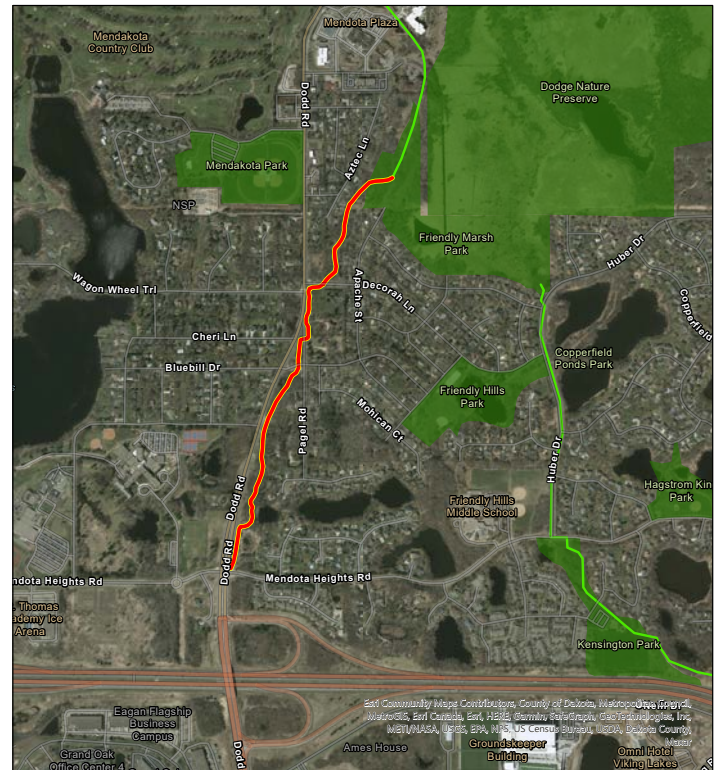 Mendota Plaza
Mendakota
Country Club
Dodd Rd
Dodge Nature
Preserve
Aztec Ln
Mendakota Park
NSP
Friendly Marsh
Park
Huber Dr
Wagon Wheel Trl
Apache St
Decorah Ln
Copperfield
Cheri Ln
Bluebill Dr
Copperfield
Ponds Park
Friendly Hills
Park
Mohican Ct
Pagel Rd
Huber Dr
Dodd Rd
Hagstrom Kin
Park
Friendly Hills
Middle School
Dodd Rd
ndota Heights Rd
Mendota Heights Rd
Thomas
ademy Ice
Arena
Kensington Park
Esri Community Maps Contributors, County of Dakota, Metropolitan Council,
MetroGIS, Esri Canada, Esri, HERE, Garmin, SafeGraph, GeoTechnologies, Inc,
METI/NASA, USGS, EPA, NPS, US Census Bureau, USDA, Dakota County,
Maxar
Eagan Flagship
Business
Campus
Dodd
Ames House
Groundskeeper
Building
Omni Hotel
Viking Lakes
Grand Oak
Office Center 4